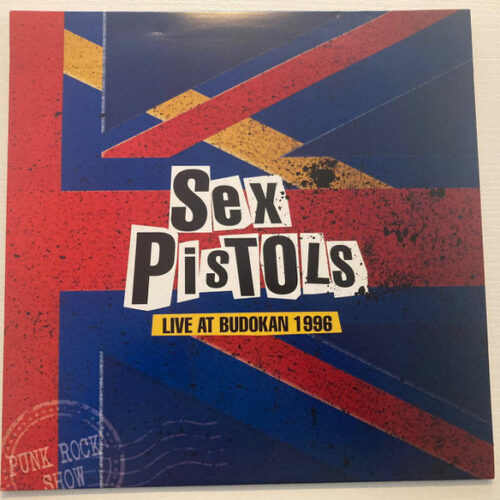 Sex
PisTOLs
LIVE AT BUDOKAN 1996
PUNK ROCK
SHOW